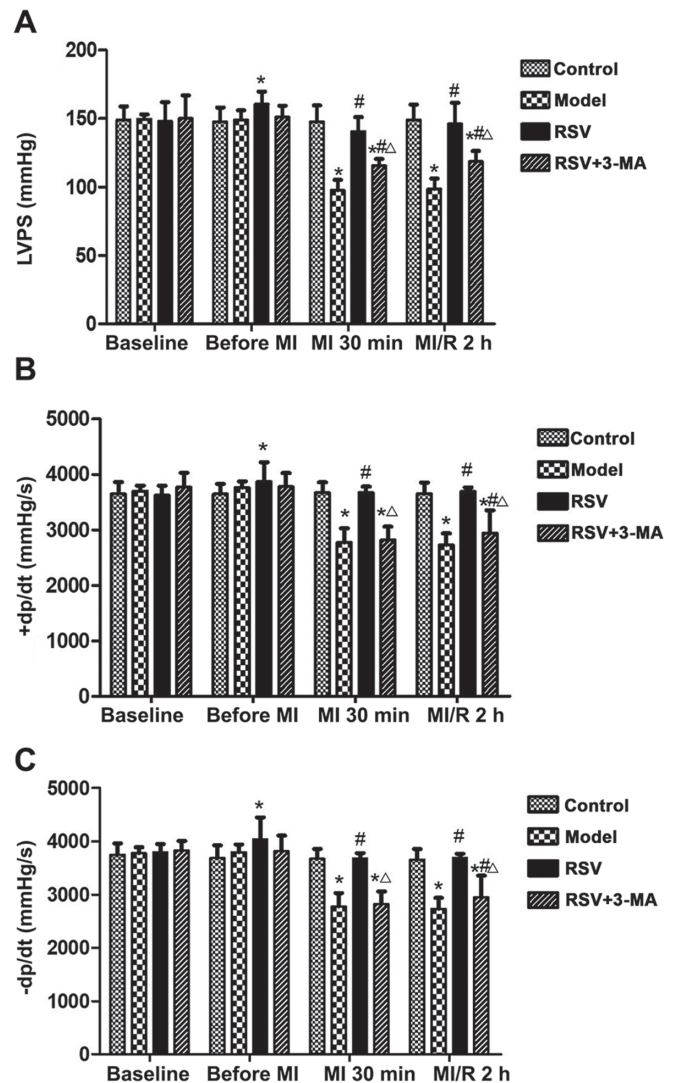 A
LVPS (mmHg)
200
150
100
50
0
*
#
*
*#△
#
*
*#△
Baseline Before MI MI 30 min MI/R 2 h
Control
Model
RSV
RSV+3-MA
B
+dp/dt (mmHg/s)
5000
4000
3000
2000
1000
0
*
#
*
*△
#
*
*#△
Baseline Before MI MI 30 min MI/R 2 h
Control
Model
RSV
RSV+3-MA
C
-dp/dt (mmHg/s)
5000
4000
3000
2000
1000
0
*
#
*
*△
#
*
*#△
Baseline Before MI MI 30 min MI/R 2 h
Control
Model
RSV
RSV+3-MA